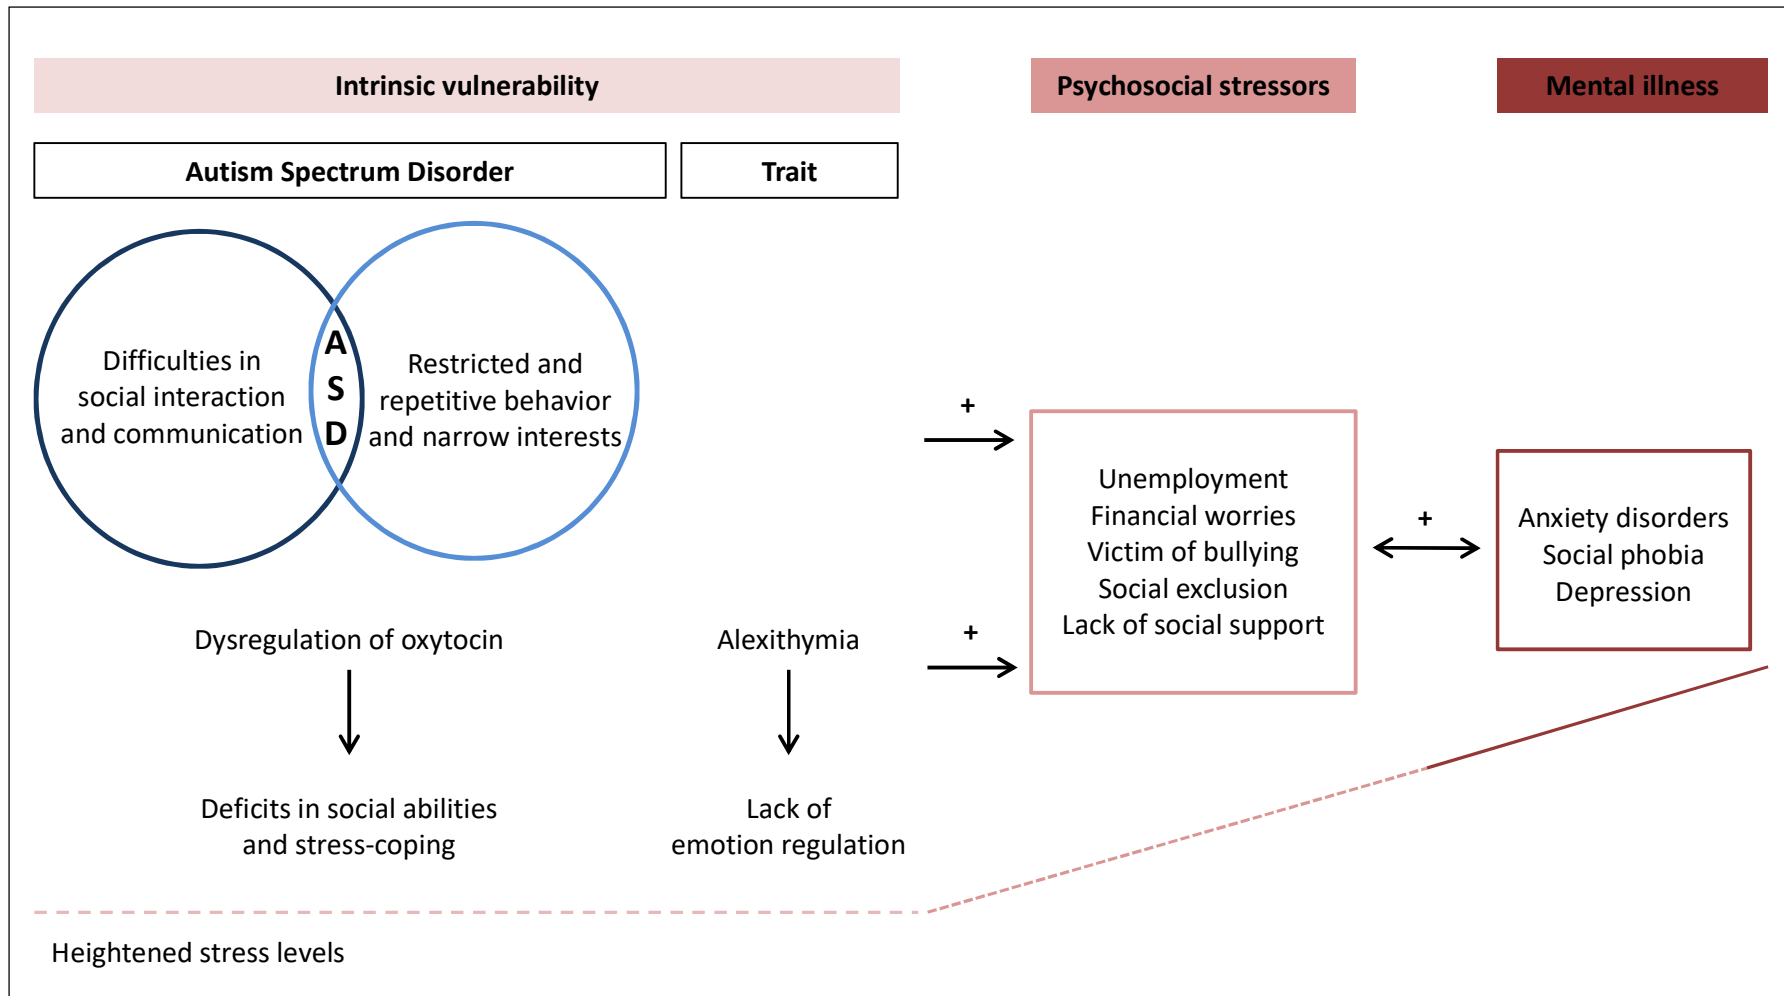 Intrinsic vulnerability
Psychosocial stressors
Mental illness
Autism Spectrum Disorder
Trait
Difficulties in
social interaction
and communication
A
S
D
Restricted and
repetitive behavior
and narrow interests
+
+
Unemployment
Financial worries
Victim of bullying
Social exclusion
Lack of social support
+
Anxiety disorders
Social phobia
Depression
Dysregulation of oxytocin
Alexithymia
Deficits in social abilities
and stress-coping
Lack of
emotion regulation
Heightened stress levels